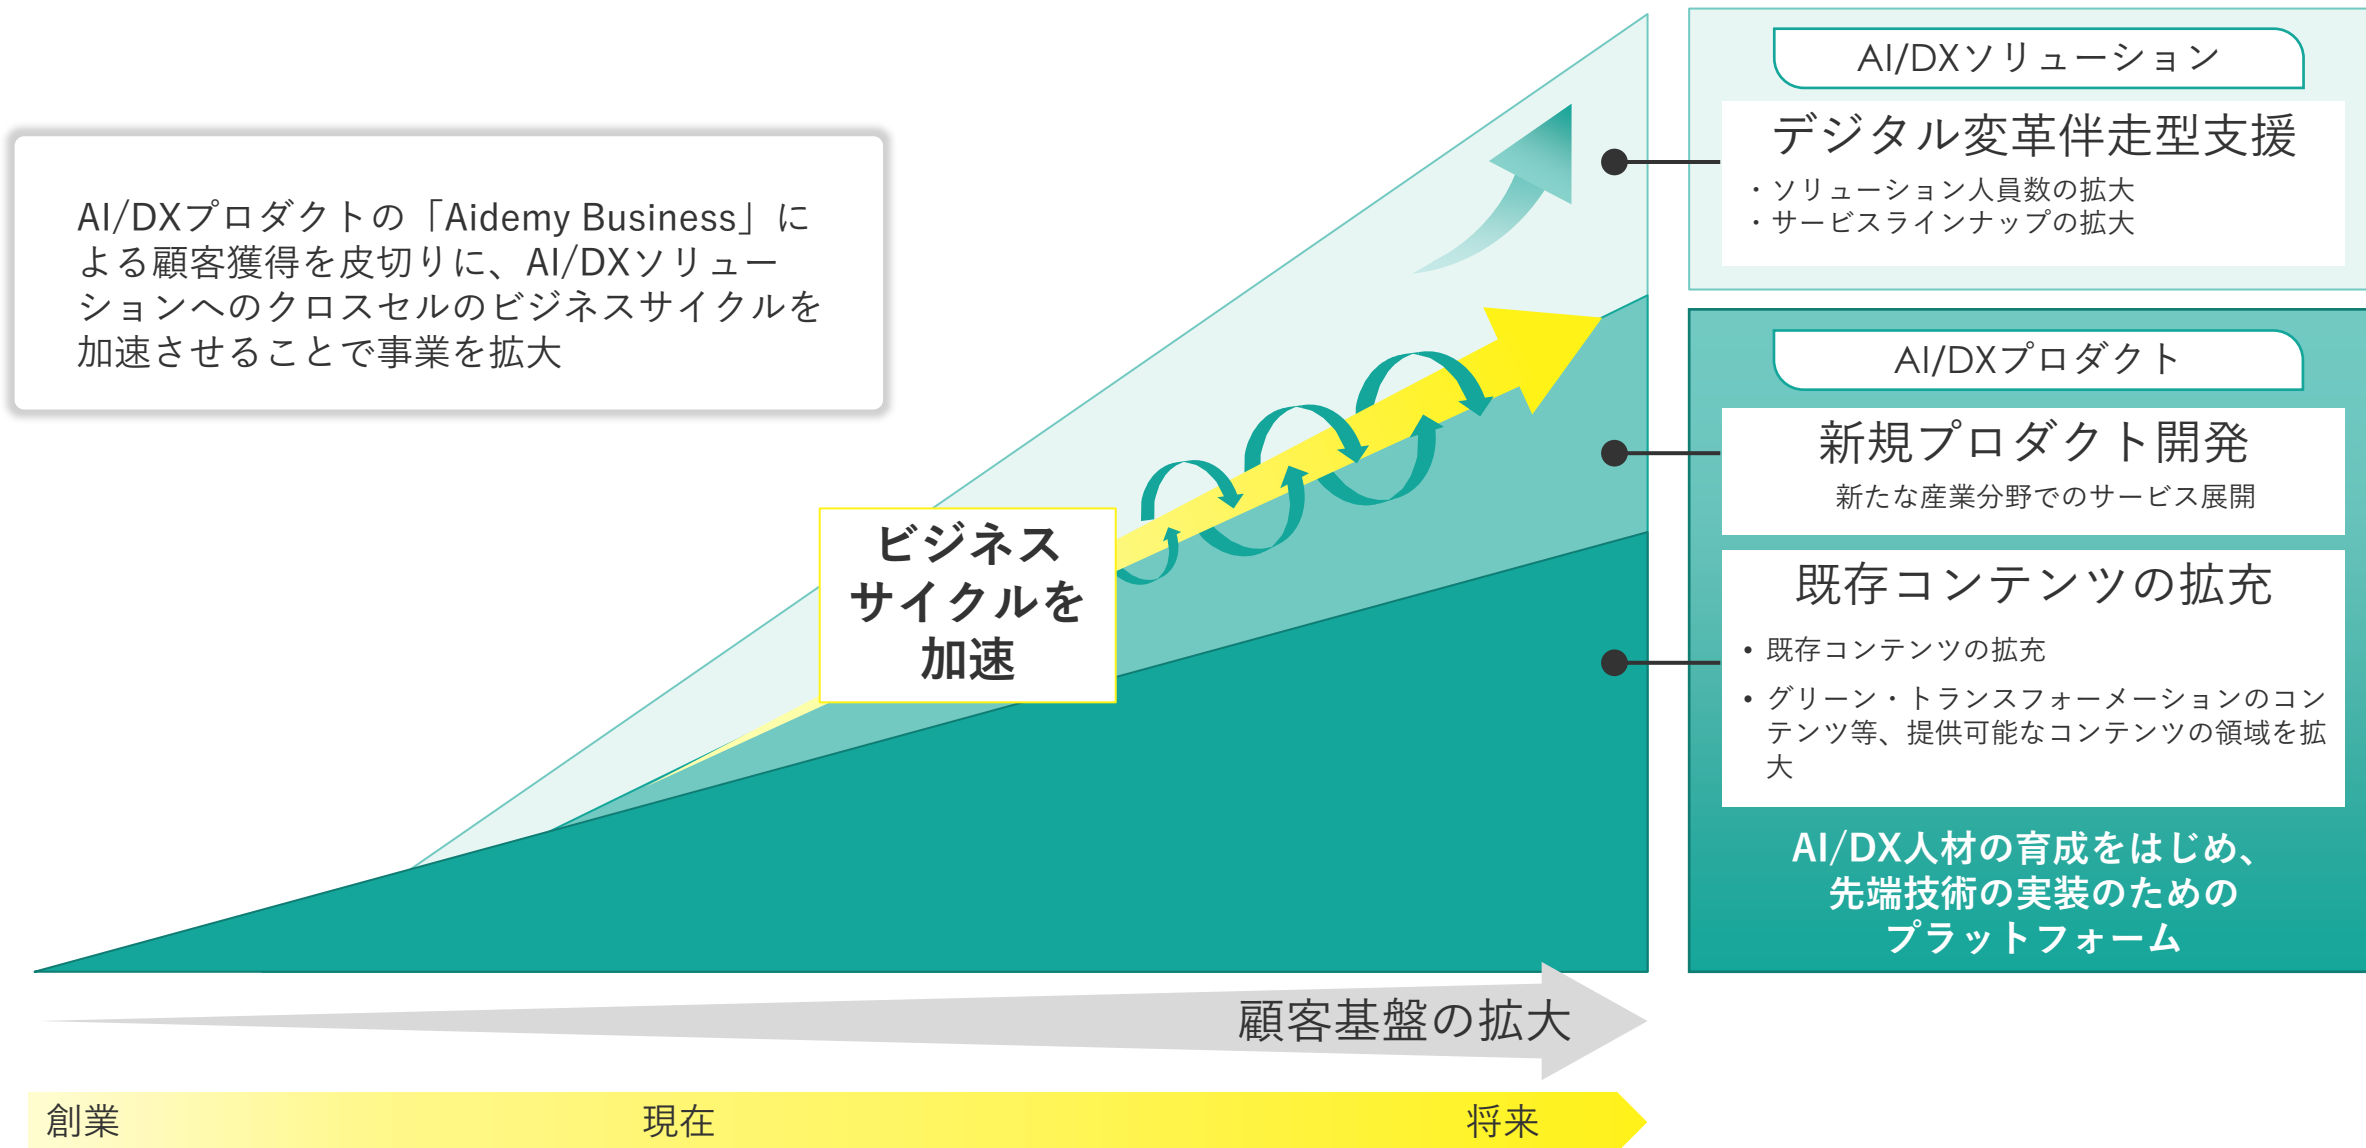 AI/DXプロダクトの「Aidemy Business」に
よる顧客獲得を皮切りに、AI/DXソリュー
ションへのクロスセルのビジネスサイクルを
加速させることで事業を拡大
ビジネス
サイクルを
加速
AI/DXソリューション
デジタル変革伴走型支援
・ソリューション人員数の拡大
・サービスラインナップの拡大
AI/DXプロダクト
新規プロダクト開発
新たな産業分野でのサービス展開
既存コンテンツの拡充
• 既存コンテンツの拡充
• グリーン・トランスフォーメーションのコン
テンツ等、提供可能なコンテンツの領域を拡
大
AI/DX人材の育成をはじめ、
先端技術の実装のための
プラットフォーム
顧客基盤の拡大
創業
現在
将来